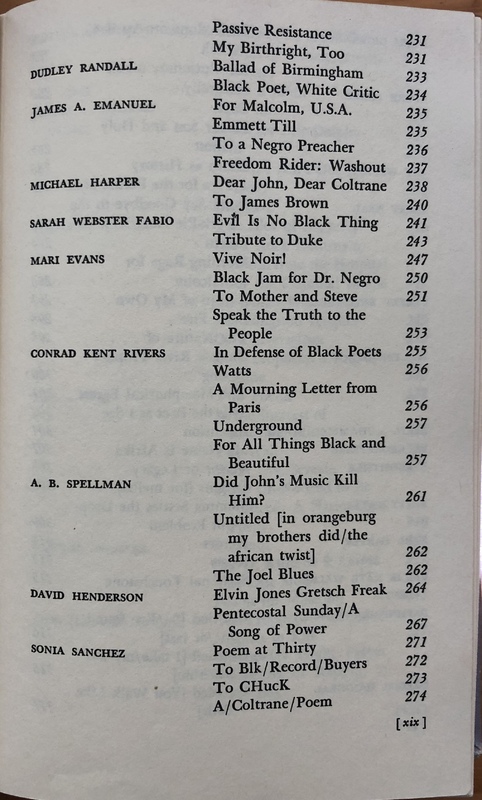 Passive Resistance 231
My Birthright, Too 231
DUDLEY RANDALL Ballad of Birmingham 233
Black Poet, White Critic 234
JAMES A. EMANUEL For Malcolm, U.S.A. 235
Emmett Till 235
To a Negro Preacher 236
Freedom Rider: Washout 237
MICHAEL HARPER Dear John, Dear Coltrane 238
To James Brown 240
SARAH WEBSTER FABIO Evil Is No Black Thing 241
Tribute to Duke 243
MARI EVANS Vive Noir! 247
Black Jam for Dr. Negro 250
To Mother and Steve 251
Speak the Truth to the
People 253
CONRAD KENT RIVERS In Defense of Black Poets 255
Watts 256
A Mourning Letter from
Paris 256
Underground 257
For All Things Black and
Beautiful 257
A. B. SPELLMAN Did John's Music Kill
Him? 261
Untitled [in orangeburg
my brothers did/the
african twist] 262
The Joel Blues 262
DAVID HENDERSON Elvin Jones Gretsch Freak 264
Pentecostal Sunday/A
Song of Power 267
SONIA SANCHEZ Poem at Thirty 271
To Blk/Record/Buyers 272
To CHucK 273
A/Coltrane/Poem 274
[ xix ]